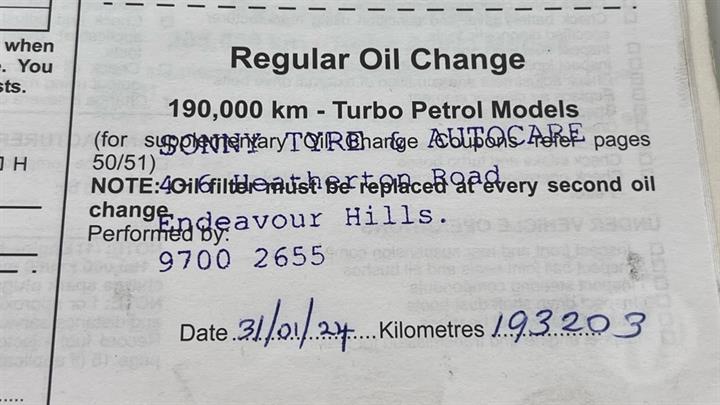 when
. You
sts.
J H
Regular Oil Change
190,000 km - Turbo Petrol Models
(for supplementary Oil Change Coupons refer pages
50/51)
SONNY TYRE & AUTOCARE
NOTE: Oil filter must be replaced at every second oil
change.
4-6 Heatherton Road
Endeavour Hills.
Performed by:
9700 2655
Date 31/01/24 Kilometres 193203